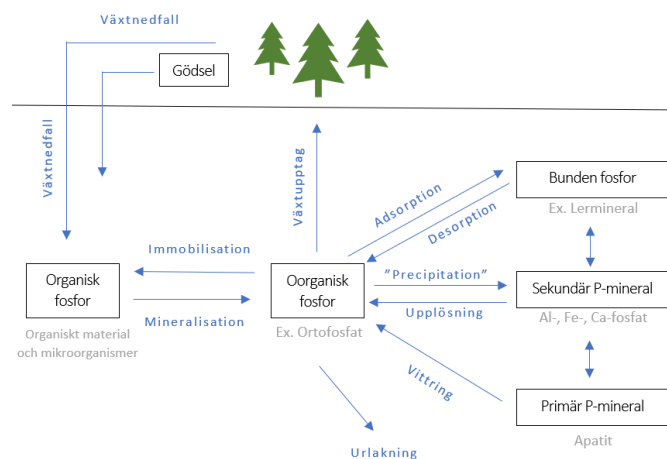 Växtnedfall
Gödsel
Växtnedfall
Växtupptag
Adsorption
Desorption
Bunden fosfor
Ex. Lermineral
Immobilisation
Organisk
fosfor
Mineralisation
Organiskt material
och mikroorganismer
Oorganisk
fosfor
Ex. Ortofosfat
"Precipitation"
Upplösning
Sekundär P-mineral
Al-, Fe-, Ca-fosfat
Vittring
Primär P-mineral
Apatit
Urlakning